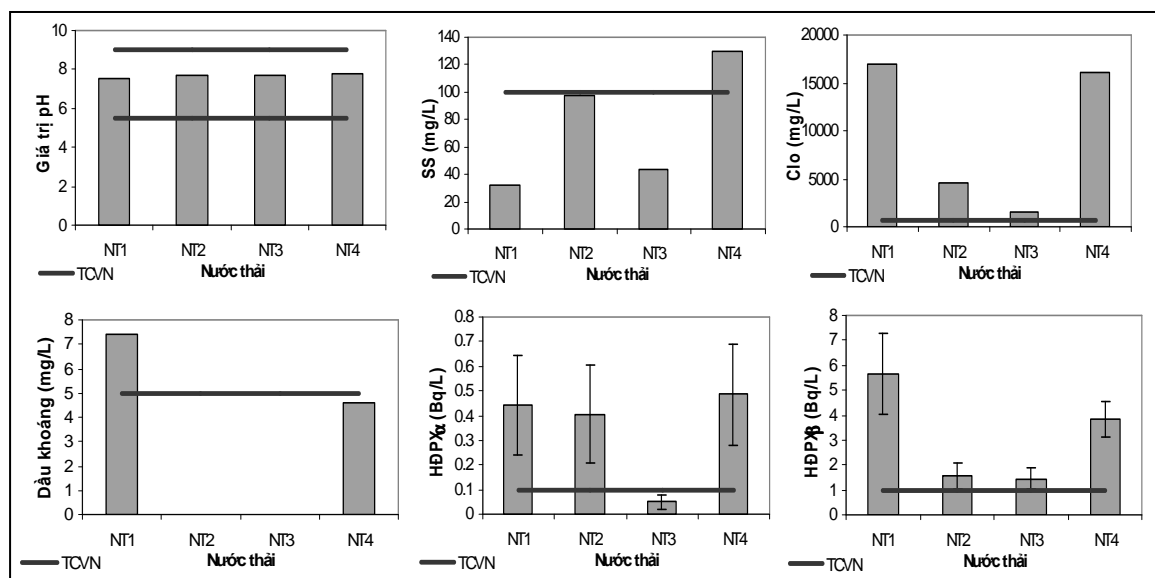 Giá trị pH
10
9
8
7
6
5
4
3
2
1
0
NT1 NT2 NT3 NT4
TCVN
Nước thải
SS (mg/L)
140
120
100
80
60
40
20
0
NT1 NT2 NT3 NT4
TCVN
Nước thải
Clo (mg/L)
20000
15000
10000
5000
0
NT1 NT2 NT3 NT4
TCVN
Nước thải
Dầu khoáng (mg/L)
8
7
6
5
4
3
2
1
0
NT1 NT2 NT3 NT4
TCVN
Nước thải
HĐPXα (Bq/L)
0.8
0.7
0.6
0.5
0.4
0.3
0.2
0.1
0
NT1 NT2 NT3 NT4
TCVN
Nước thải
HĐPXβ (Bq/L)
8
7
6
5
4
3
2
1
0
NT1 NT2 NT3 NT4
TCVN
Nước thải